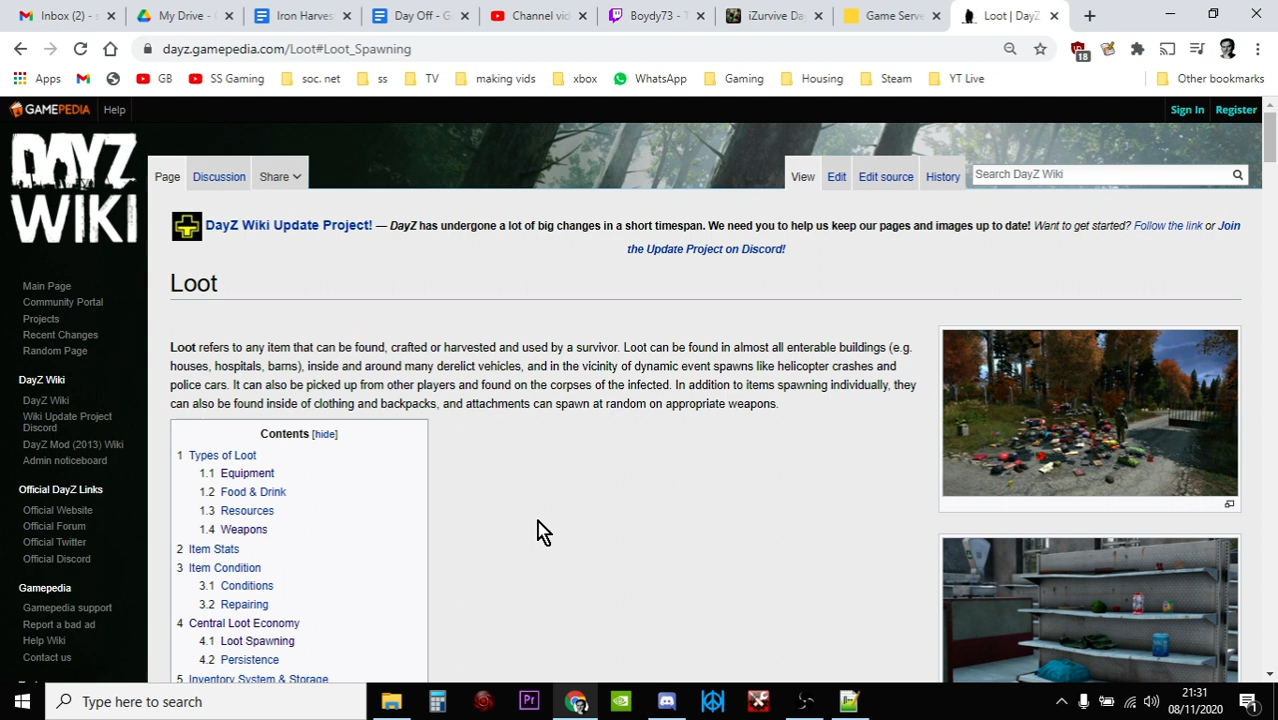 Inbox (2) - s
My Drive - G
Iron Harves
Day Off - G
Channel vid
Boydy73 - T
iZurvive Da
Game Serve
Loot | DayZ
dayz.gamepedia.com/Loot#Loot_Spawning
18
Apps
GB
SS Gaming
soc. net
ss
TV
making vids
xbox
WhatsApp
Gaming
Housing
Steam
YT Live
Other bookmarks
GAMEPEDIA
Help
Sign In
Register
DAYZ
WIKI
Page
Discussion
Share
View
Edit
Edit source
History
Search DayZ Wiki
DayZ Wiki Update Project! — DayZ has undergone a lot of big changes in a short timespan. We need you to help us keep our pages and images up to date! Want to get started? Follow the link or Join
the Update Project on Discord!
Loot
Loot refers to any item that can be found, crafted or harvested and used by a survivor. Loot can be found in almost all enterable buildings (e.g.
houses, hospitals, barns), inside and around many derelict vehicles, and in the vicinity of dynamic event spawns like helicopter crashes and
police cars. It can also be picked up from other players and found on the corpses of the infected. In addition to items spawning individually, they
can also be found inside of clothing and backpacks, and attachments can spawn at random on appropriate weapons.
Contents [hide]
1 Types of Loot
1.1 Equipment
1.2 Food & Drink
1.3 Resources
1.4 Weapons
2 Item Stats
3 Item Condition
3.1 Conditions
3.2 Repairing
4 Central Loot Economy
4.1 Loot Spawning
4.2 Persistence
5 Inventory System & Storage
Main Page
Community Portal
Projects
Recent Changes
Random Page
DayZ Wiki
DayZ Wiki
Wiki Update Project
Discord
DayZ Mod (2013) Wiki
Admin noticeboard
Official DayZ Links
Official Website
Official Forum
Official Twitter
Official Discord
Gamepedia
Gamepedia support
Report a bad ad
Help Wiki
Contact us
Type here to search
Pr
21:31
08/11/2020
1